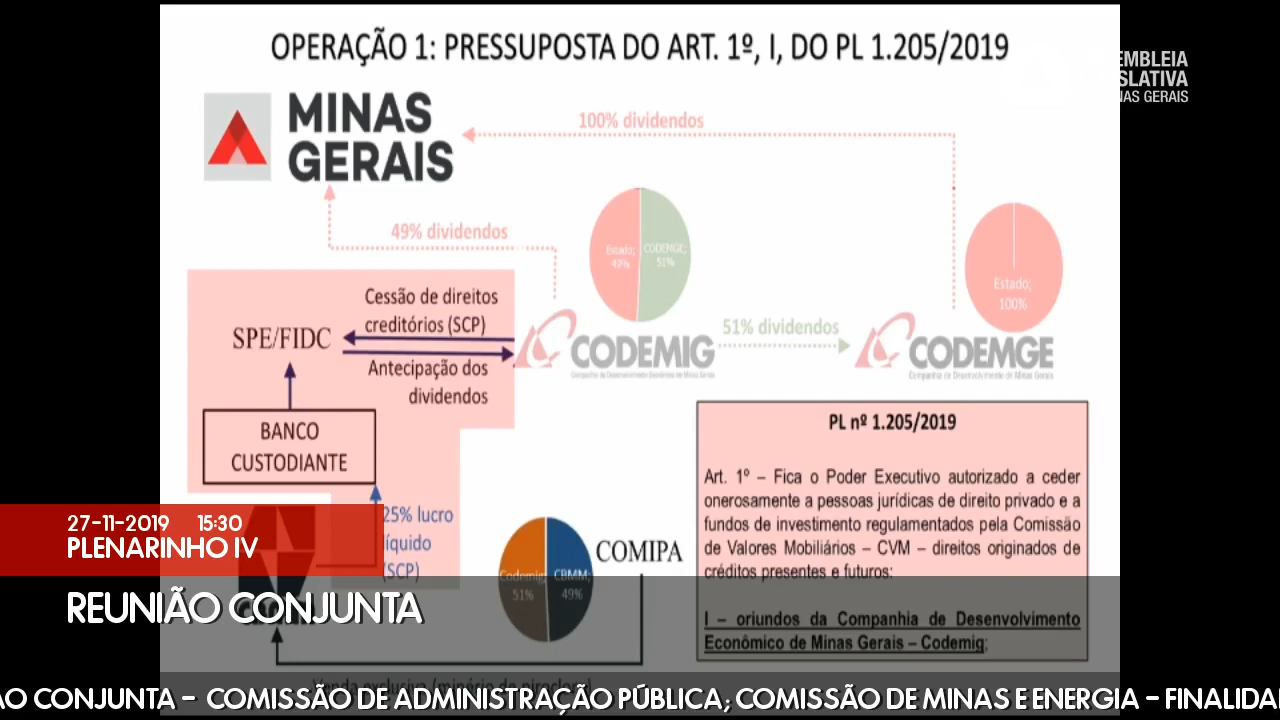 OPERAÇÃO 1: PRESSUPOSTA DO ART. 1º, I, DO PL 1.205/2019
EMBLEIA
ISLATIVA
NAS GERAIS
MINAS
GERAIS
100% dividendos
49% dividendos
Estado;
49%
CODEMGE;
51%
Estado;
100%
Cessão de direitos
creditórios (SCP)
SPE/FIDC
Antecipação dos
dividendos
CODEMIG
Companhia de Desenvolvimento Econômico de Minas Gerais
51% dividendos
CODEMGE
Companhia de Desenvolvimento de Minas Gerais
BANCO
CUSTODIANTE
25% lucro
líquido
(SCP)
Codemig;
51%
CBMM;
49%
COMIPA
PL nº 1.205/2019
Art. 1º – Fica o Poder Executivo autorizado a ceder
onerosamente a pessoas jurídicas de direito privado e a
fundos de investimento regulamentados pela Comissão
de Valores Mobiliários – CVM – direitos originados de
créditos presentes e futuros:
I – oriundos da Companhia de Desenvolvimento
Econômico de Minas Gerais – Codemig;
27-11-2019 15:30
PLENARINHO IV
REUNIÃO CONJUNTA
ÃO CONJUNTA - COMISSÃO DE ADMINISTRAÇÃO PÚBLICA; COMISSÃO DE MINAS E ENERGIA - FINALIDA